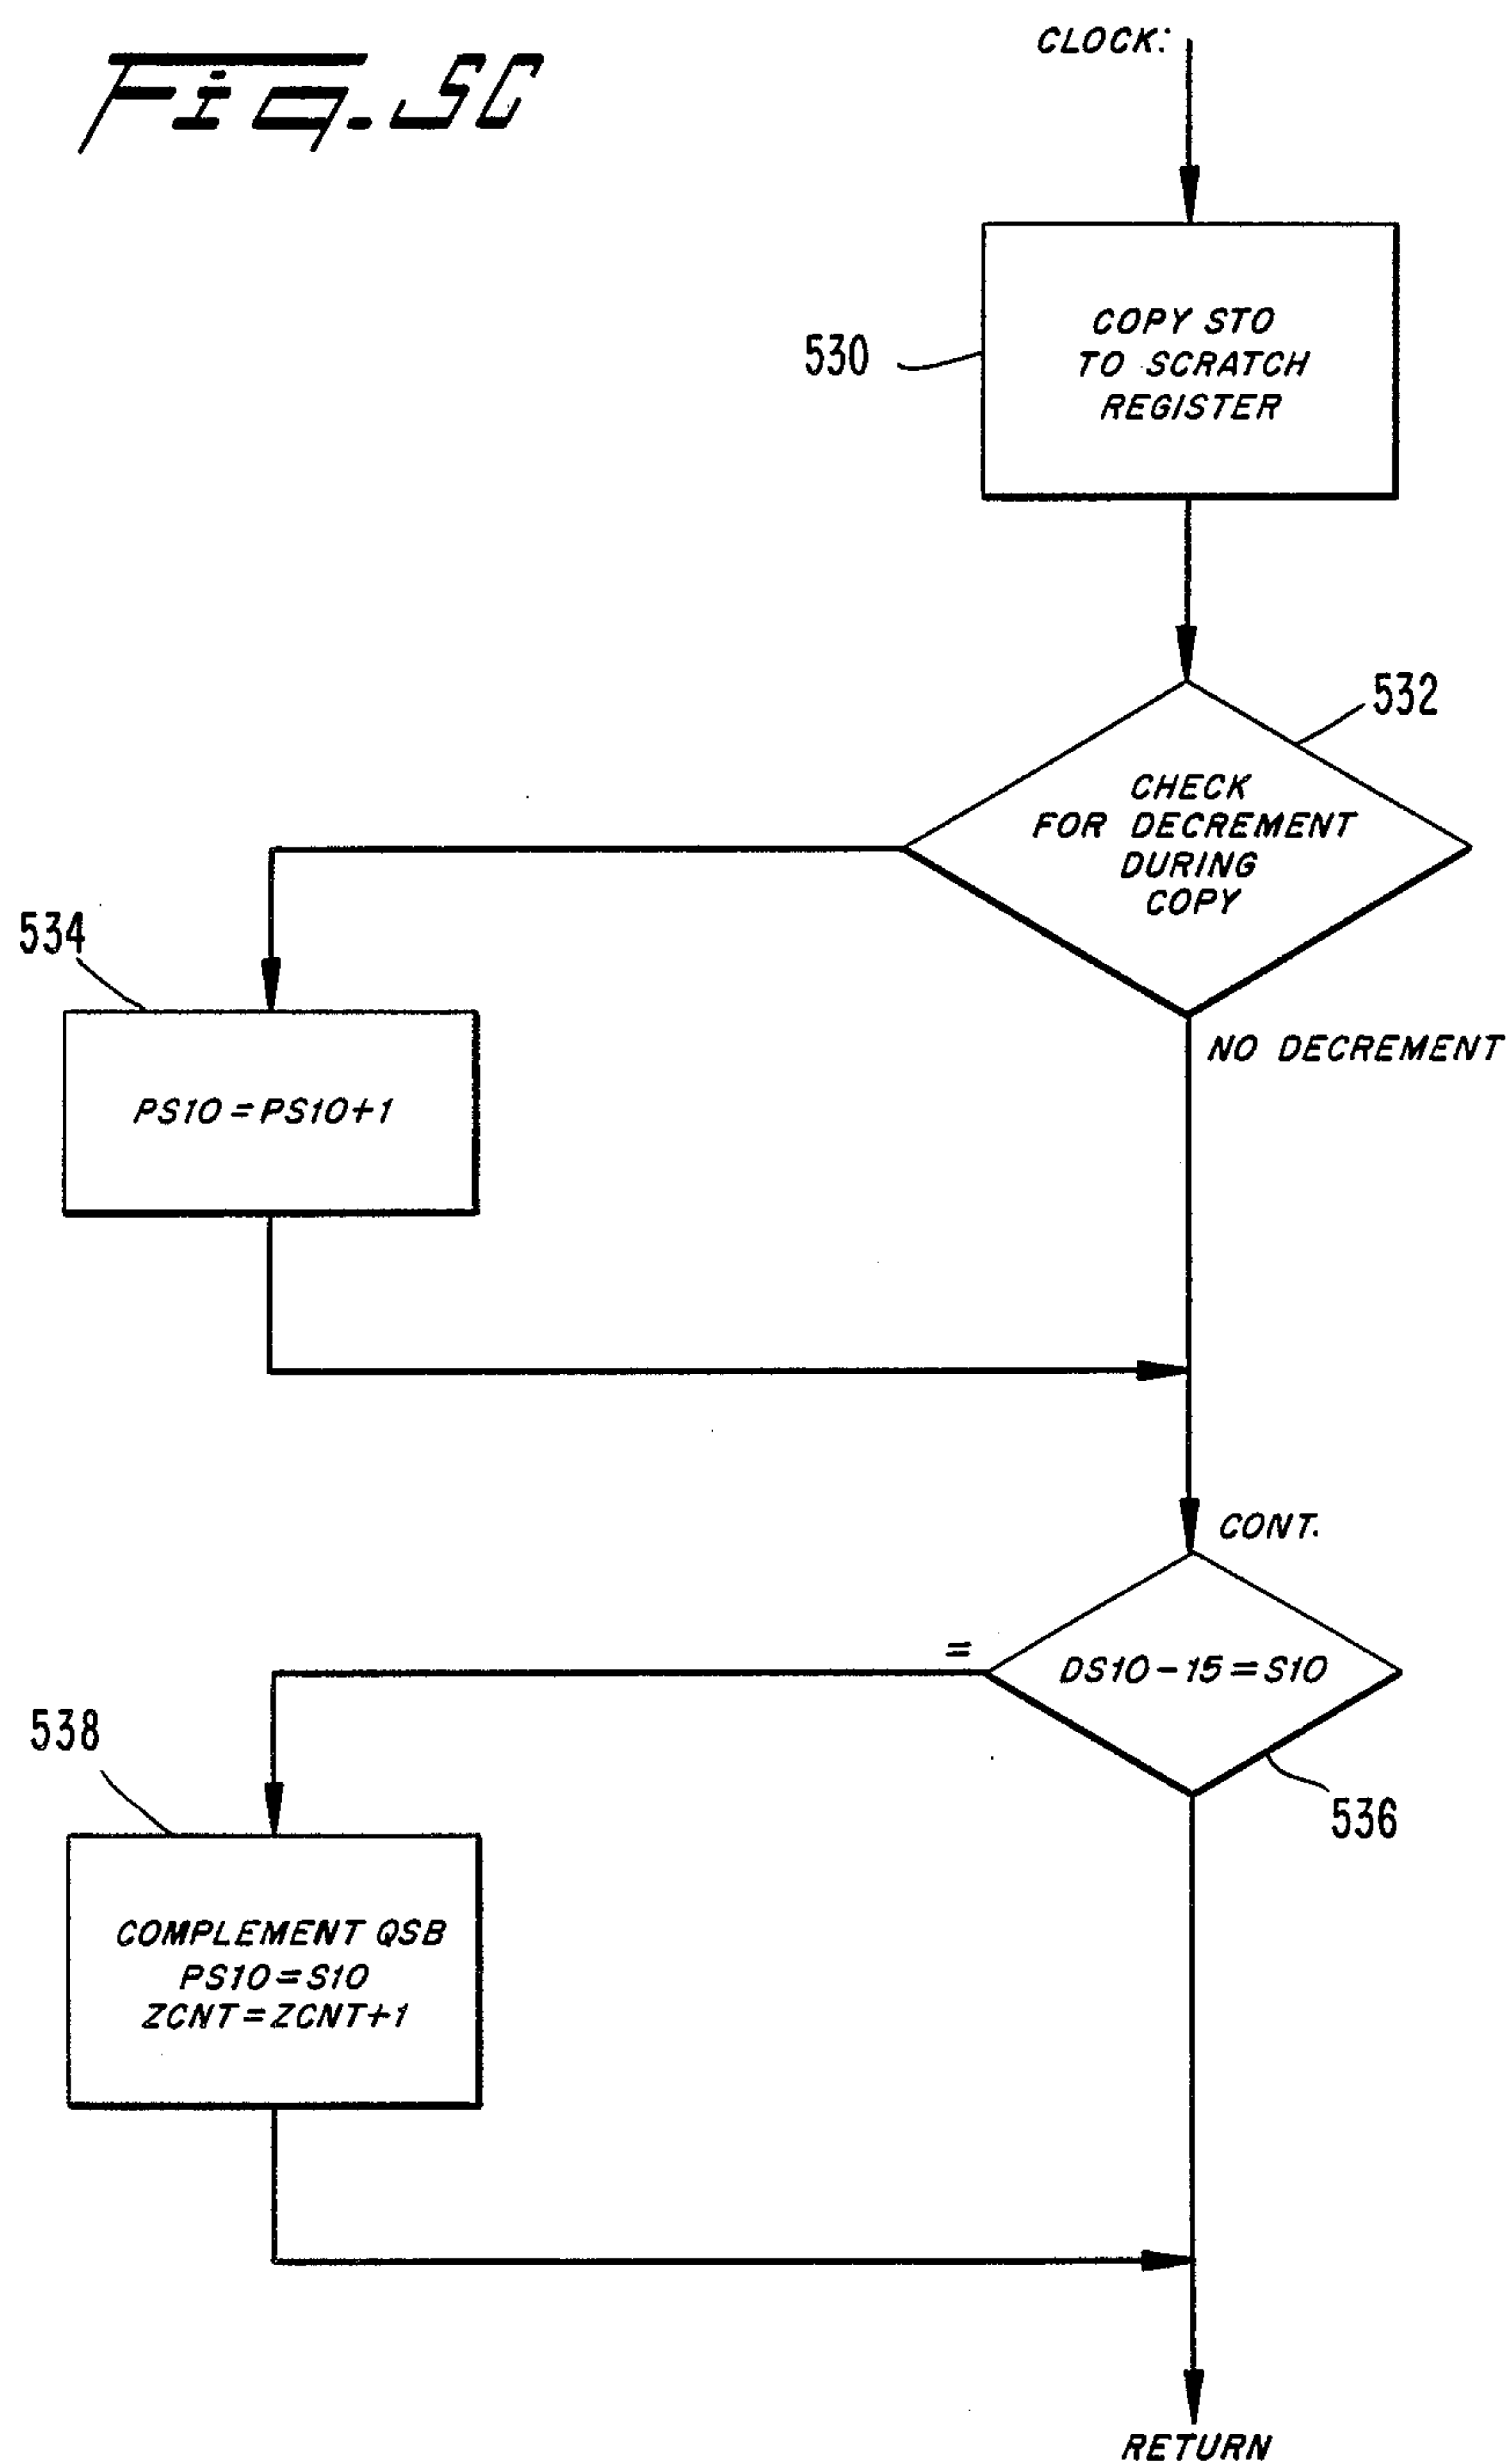 Fig. 5C
CLOCK:
COPY STO
TO SCRATCH
REGISTER
530
532
CHECK
FOR DECREMENT
DURING
COPY
534
NO DECREMENT
PS10=PS10+1
CONT.
=
DS10-15=S10
538
536
COMPLEMENT QSB
PS10=S10
ZCNT=ZCNT+1
RETURN